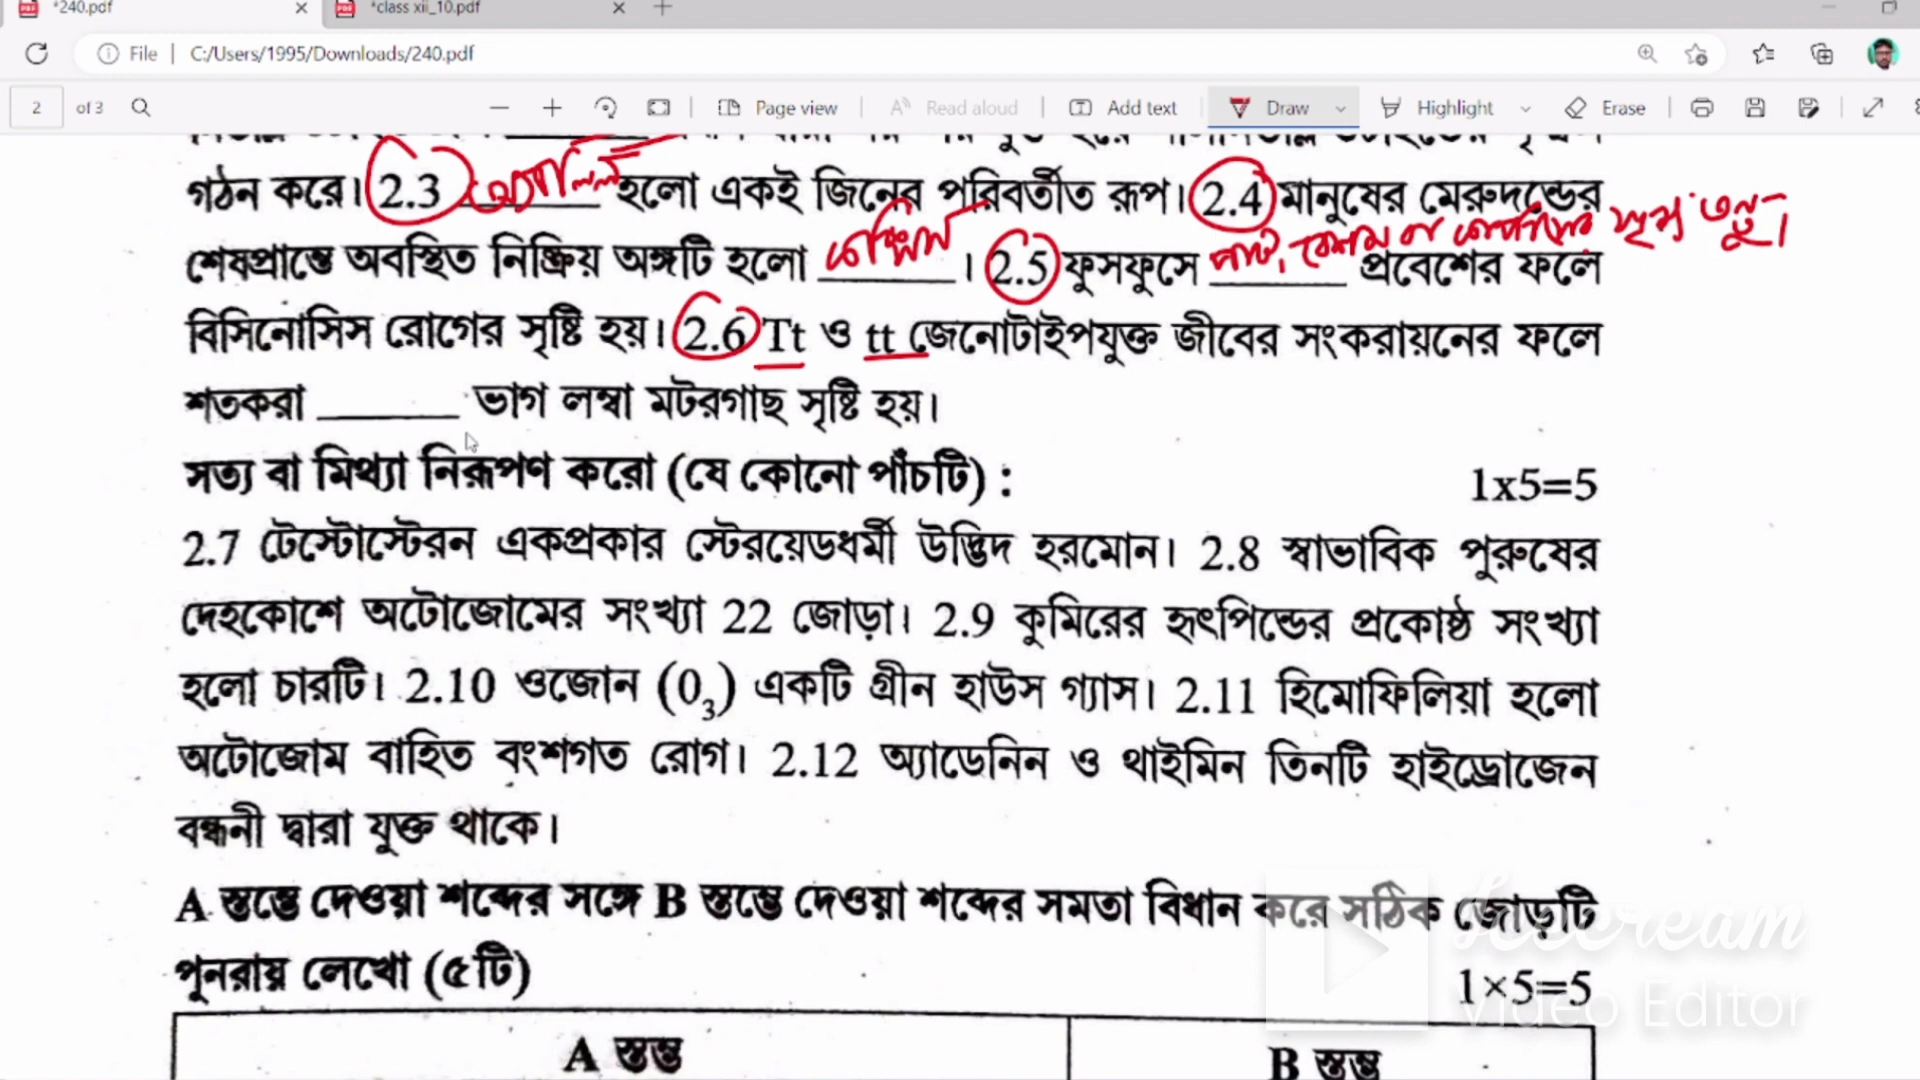 *240.pdf
*class xii_10.pdf
File | C:/Users/1995/Downloads/240.pdf
2 of 3 Page view Read aloud Add text Draw Highlight Erase
গঠন করে। 2.3 অ্যালিল হলো একই জিনের পরিবর্তীত রূপ। 2.4 মানুষের মেরুদন্ডের
শেষপ্রান্তে অবস্থিত নিষ্ক্রিয় অঙ্গটি হলো কক্সিস । 2.5 ফুসফুসে পাট, রেশম বা প্রবেশের ফলে
সূক্ষ্ম তন্তু।
বিসিনোসিস রোগের সৃষ্টি হয়। 2.6 Tt ও tt জেনোটাইপযুক্ত জীবের সংকরায়নের ফলে
শতকরা _______ ভাগ লম্বা মটরগাছ সৃষ্টি হয়।
সত্য বা মিথ্যা নিরূপণ করো (যে কোনো পাঁচটি) : 1x5=5
2.7 টেস্টোস্টেরন একপ্রকার স্টেরয়েডধর্মী উদ্ভিদ হরমোন। 2.8 স্বাভাবিক পুরুষের
দেহকোশে অটোজোমের সংখ্যা 22 জোড়া। 2.9 কুমিরের হৃৎপিন্ডের প্রকোষ্ঠ সংখ্যা
হলো চারটি। 2.10 ওজোন (0₃) একটি গ্রীন হাউস গ্যাস। 2.11 হিমোফিলিয়া হলো
অটোজোম বাহিত বংশগত রোগ। 2.12 অ্যাডেনিন ও থাইমিন তিনটি হাইড্রোজেন
বন্ধনী দ্বারা যুক্ত থাকে।
A স্তম্ভে দেওয়া শব্দের সঙ্গে B স্তম্ভে দেওয়া শব্দের সমতা বিধান করে সঠিক জোড়টি
পুনরায় লেখো (৫টি) 1×5=5
A স্তম্ভ B স্তম্ভ
Icecream
Video Editor